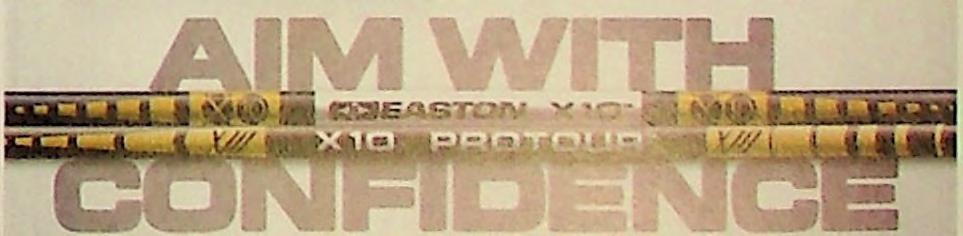 AIM WITH
EASTON X10
X10 PROTOUR
CONFIDENCE